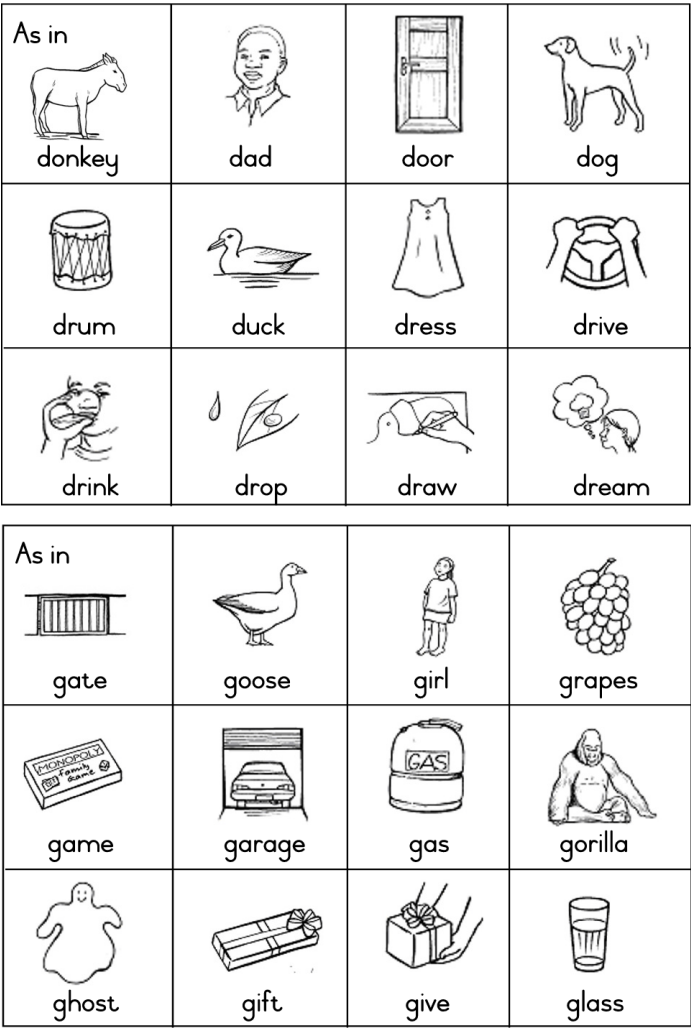 As in
donkey
dad
door
dog
drum
duck
dress
drive
drink
drop
draw
dream
As in
gate
goose
girl
grapes
MONOPOLY
family
game
game
garage
GAS
gas
gorilla
ghost
gift
give
glass